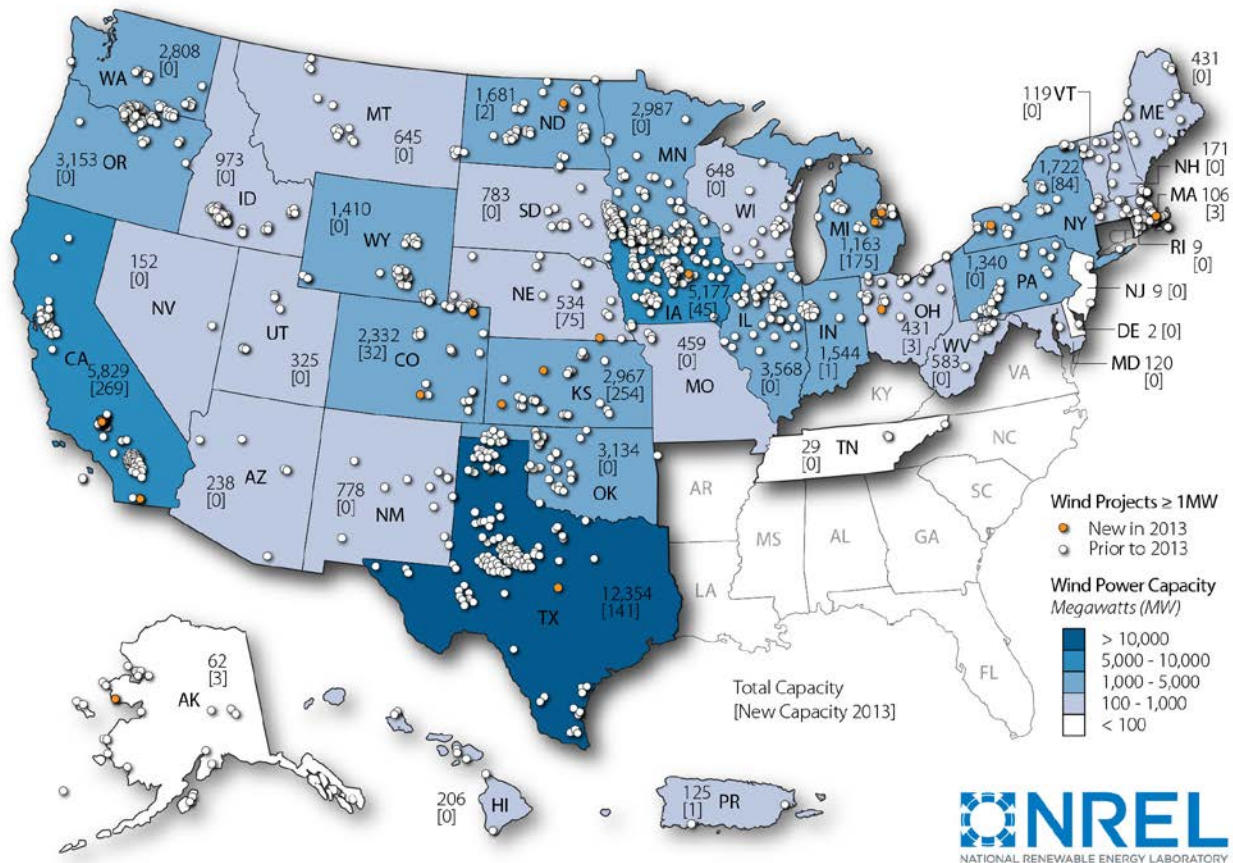 2,808
[0]
WA
3,153
[0]
OR
973
[0]
ID
MT
645
[0]
1,681
[2]
ND
2,987
[0]
MN
783
[0]
SD
648
[0]
WI
1,410
[0]
WY
152
[0]
NV
UT
325
[0]
CA
5,829
[269]
2,332
[32]
CO
NE
534
[75]
IA
5,177
[45]
IL
3,568
[0]
IN
1,544
[1]
MI
1,163
[175]
OH
431
[3]
WV
583
[0]
1,340
[0]
PA
1,722
[84]
NY
119 VT
[0]
431
[0]
ME
171
[0]
NH
MA 106
[3]
RI 9
[0]
NJ 9 [0]
DE 2 [0]
MD 120
[0]
KS
2,967
[254]
459
[0]
MO
KY
VA
NC
29
[0]
TN
SC
AR
MS
AL
GA
LA
FL
238
[0]
AZ
778
[0]
NM
3,134
[0]
OK
12,354
[141]
TX
62
[3]
AK
206
[0]
HI
125
[1]
PR
Total Capacity
[New Capacity 2013]
Wind Projects ≥ 1MW
New in 2013
Prior to 2013
Wind Power Capacity
Megawatts (MW)
> 10,000
5,000 - 10,000
1,000 - 5,000
100 - 1,000
< 100
NREL
NATIONAL RENEWABLE ENERGY LABORATORY